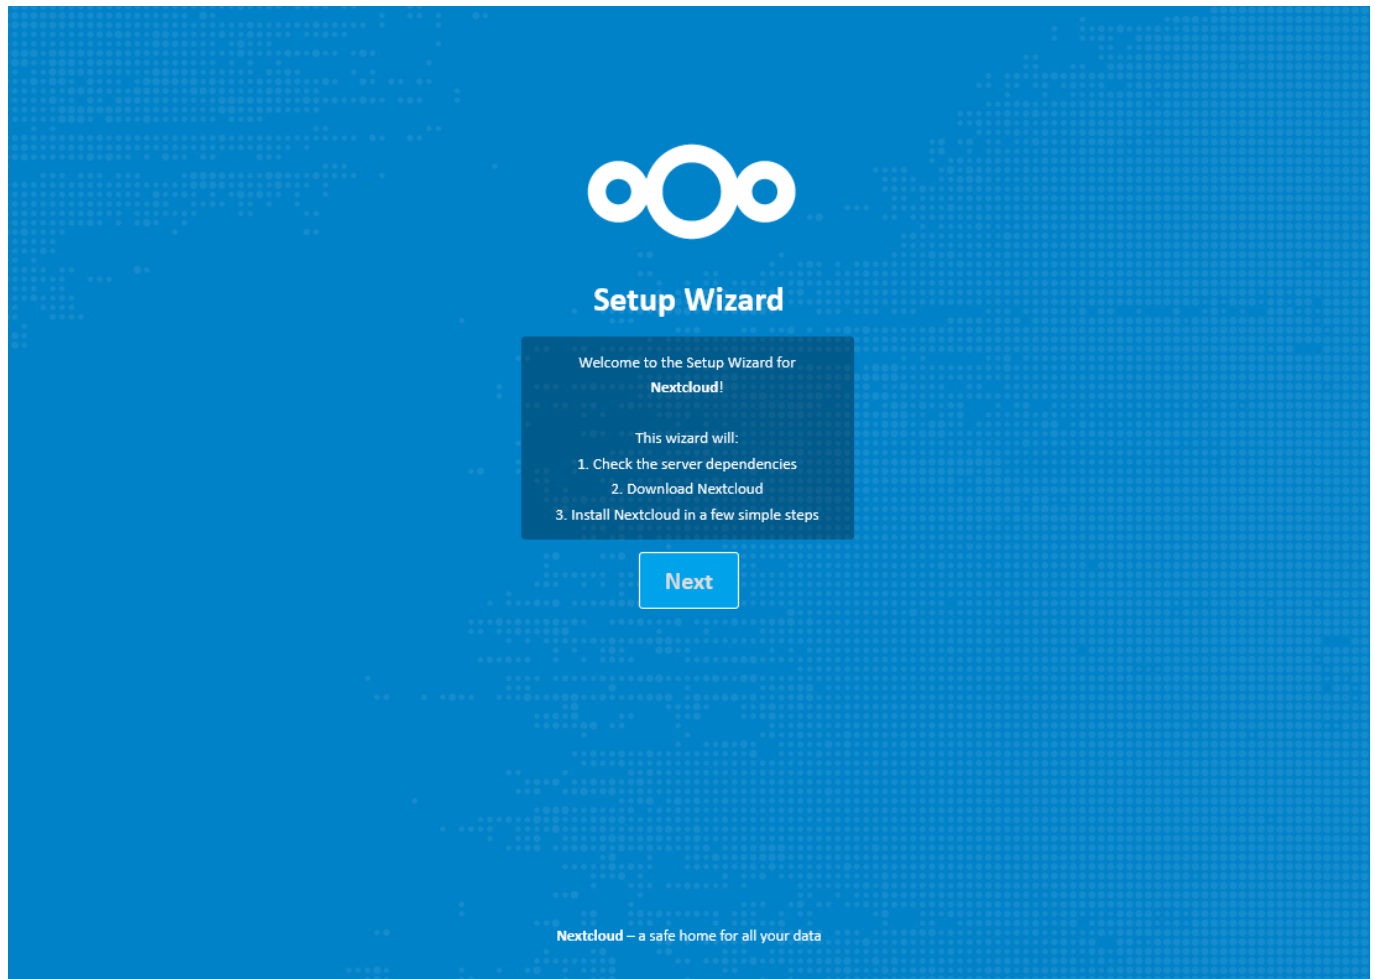 Setup Wizard
Welcome to the Setup Wizard for
Nextcloud!
This wizard will:
1. Check the server dependencies
2. Download Nextcloud
3. Install Nextcloud in a few simple steps
Next
Nextcloud – a safe home for all your data